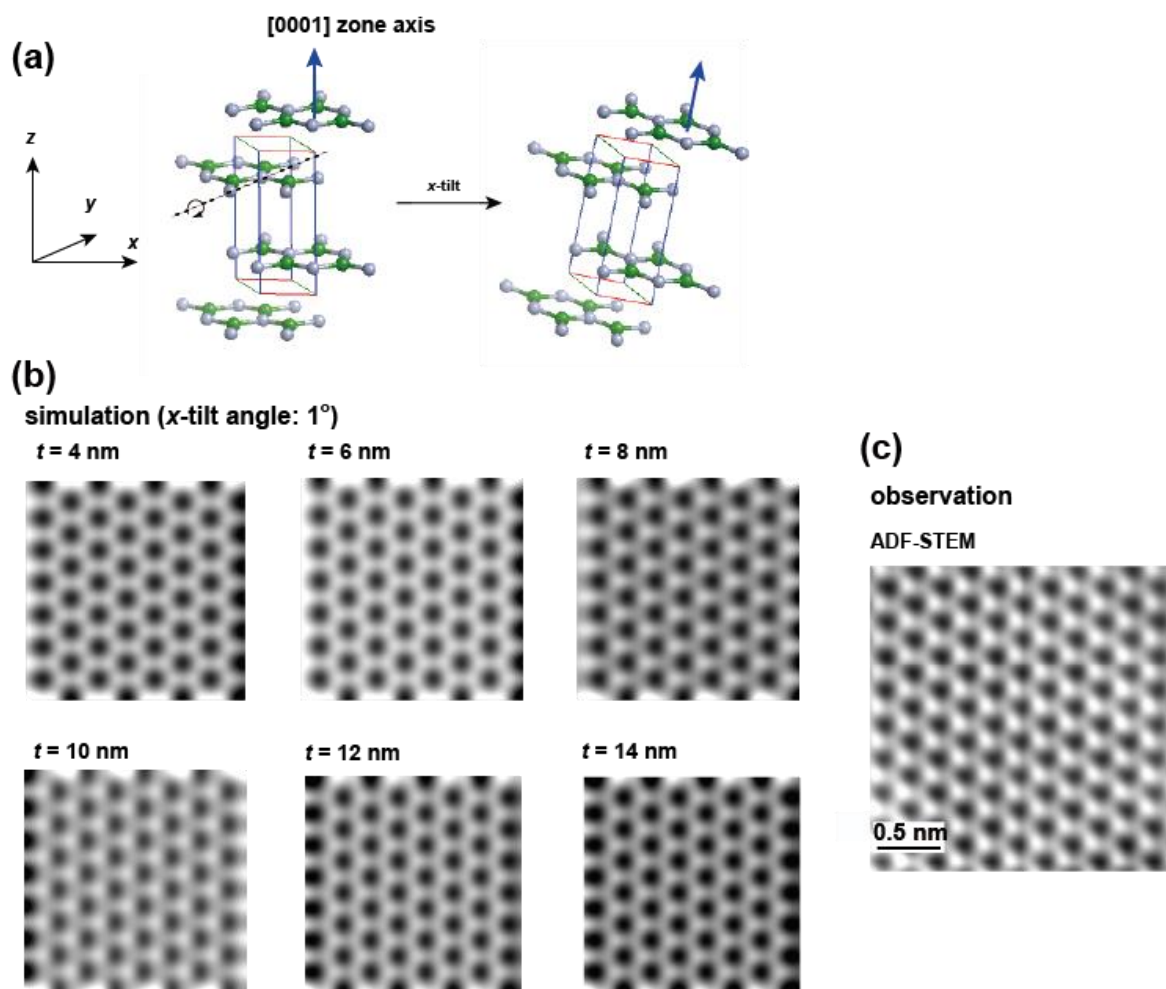 (a)
[0001] zone axis
z
y
x
x-tilt
(b)
simulation (x-tilt angle: 1°)
t = 4 nm
t = 6 nm
t = 8 nm
t = 10 nm
t = 12 nm
t = 14 nm
(c)
observation
ADF-STEM
0.5 nm